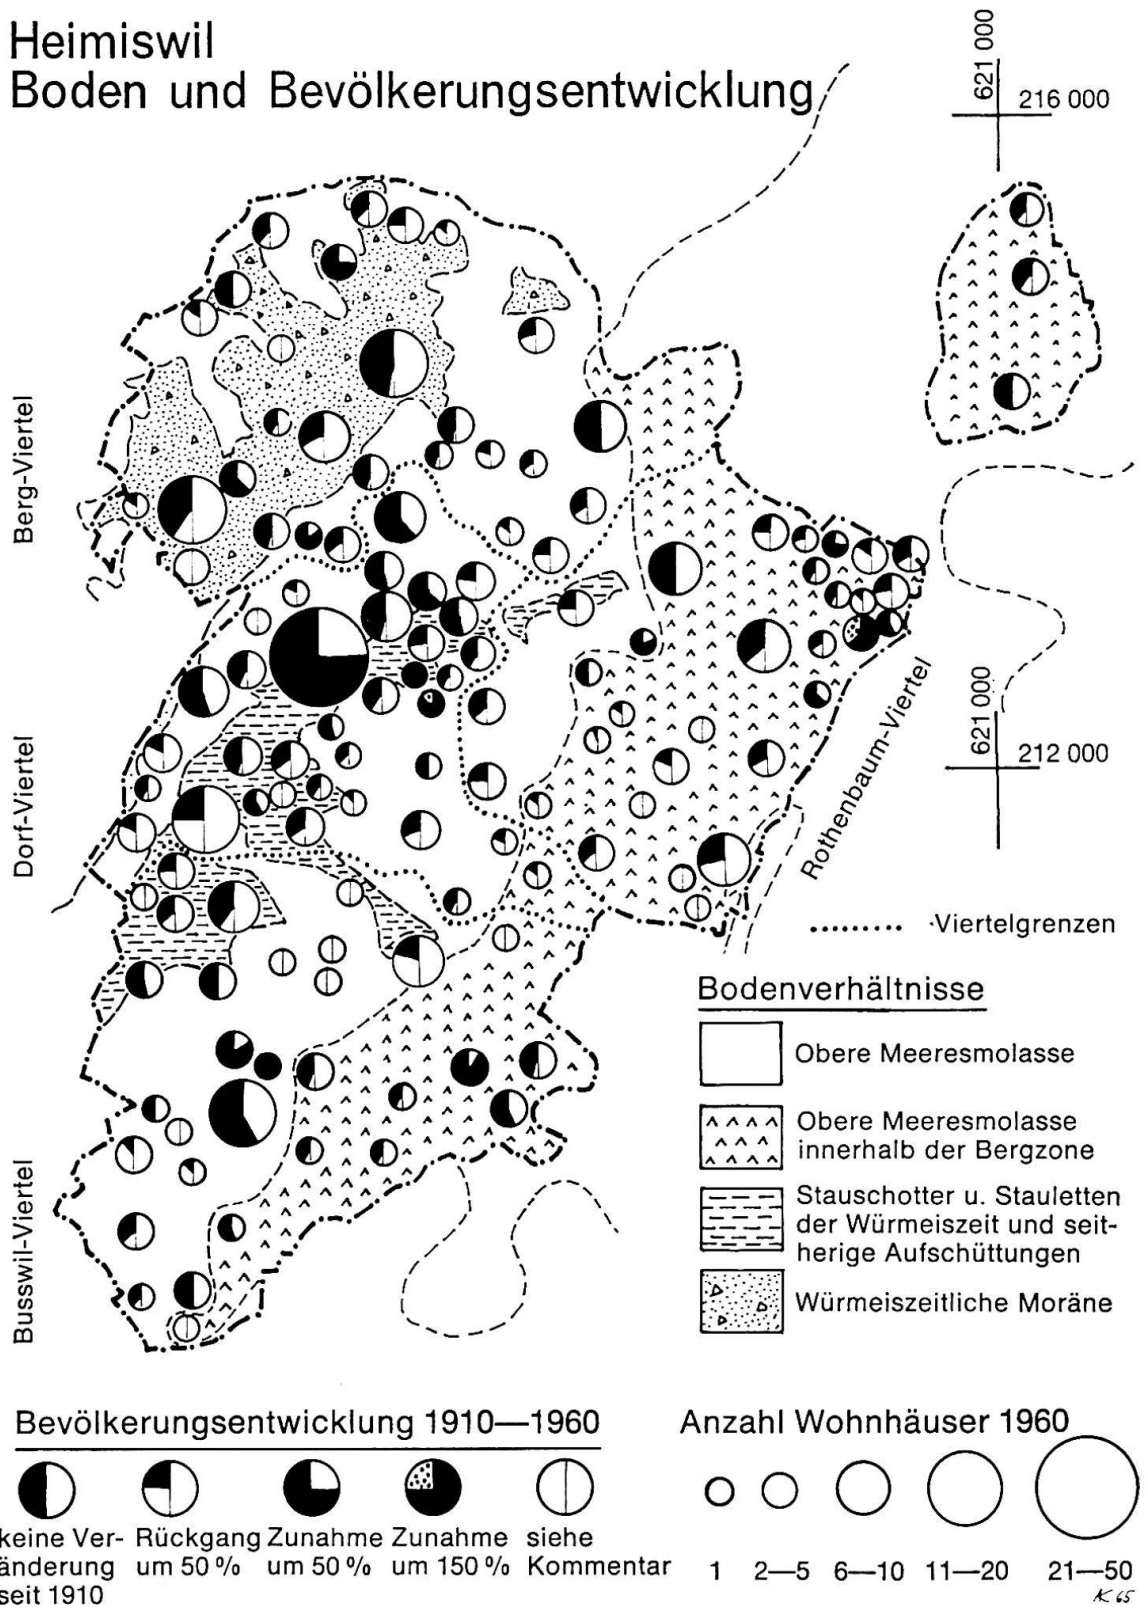 Heimiswil
Boden und Bevölkerungsentwicklung
621 000
216 000
Berg-Viertel
Dorf-Viertel
Busswil-Viertel
Rothenbaum-Viertel
621 000
212 000
Viertelgrenzen
Bodenverhältnisse
Obere Meeresmolasse
Obere Meeresmolasse
innerhalb der Bergzone
Stauschotter u. Stauletten
der Würmeiszeit und seit-
herige Aufschüttungen
Würmeiszeitliche Moräne
Bevölkerungsentwicklung 1910—1960
keine Ver-
änderung
seit 1910
Rückgang
um 50 %
Zunahme
um 50 %
Zunahme
um 150 %
siehe
Kommentar
Anzahl Wohnhäuser 1960
1 2—5 6—10 11—20 21—50
AK 65